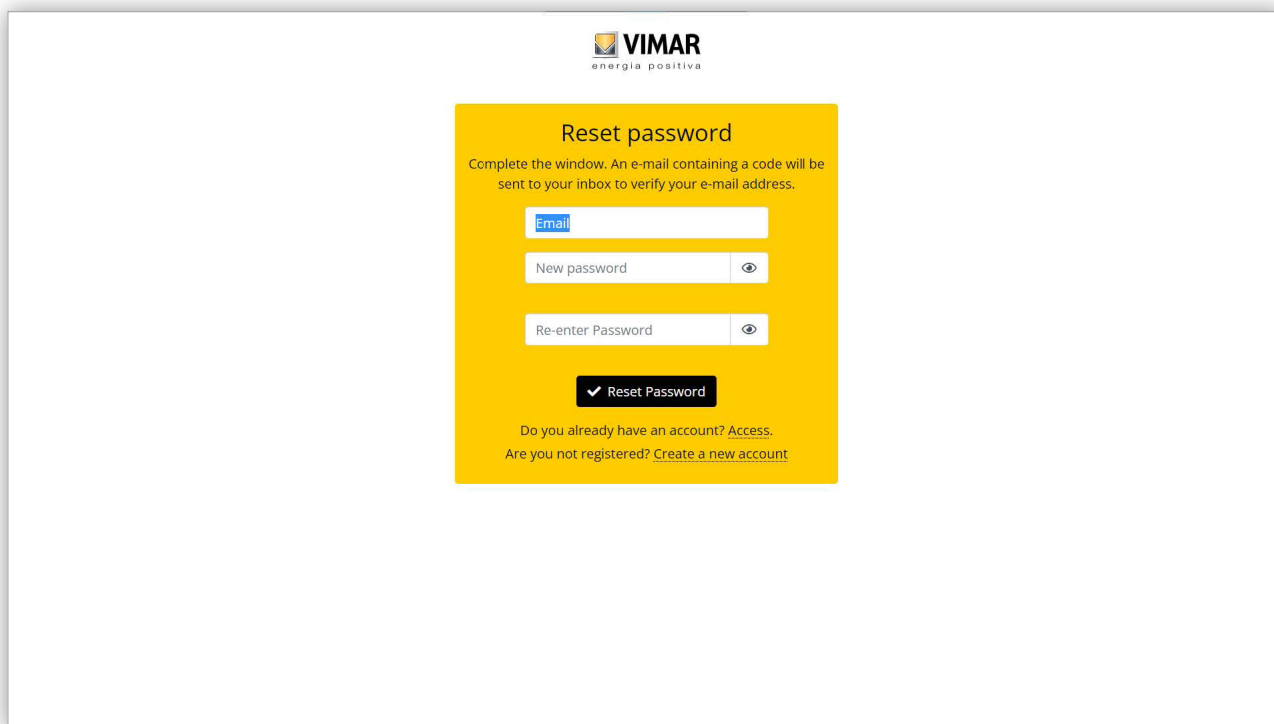 VIMAR
energia positiva
Reset password
Complete the window. An e-mail containing a code will be
sent to your inbox to verify your e-mail address.
Email
New password
Re-enter Password
Reset Password
Do you already have an account? Access.
Are you not registered? Create a new account